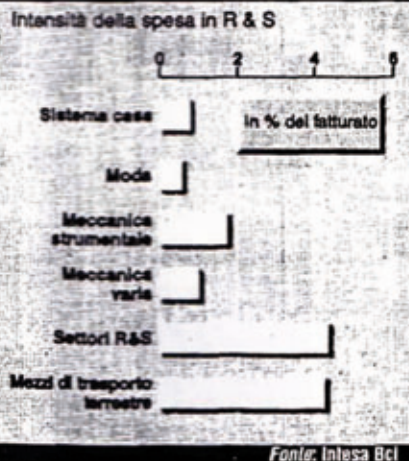 Intensità della spesa in R & S
0 2 4 6
in % del fatturato
Sistema casa
Moda
Meccanica
strumentale
Meccanica
varia
Settori R&S
Mezzi di trasporto
terrestre
Fonte: Intesa Bci